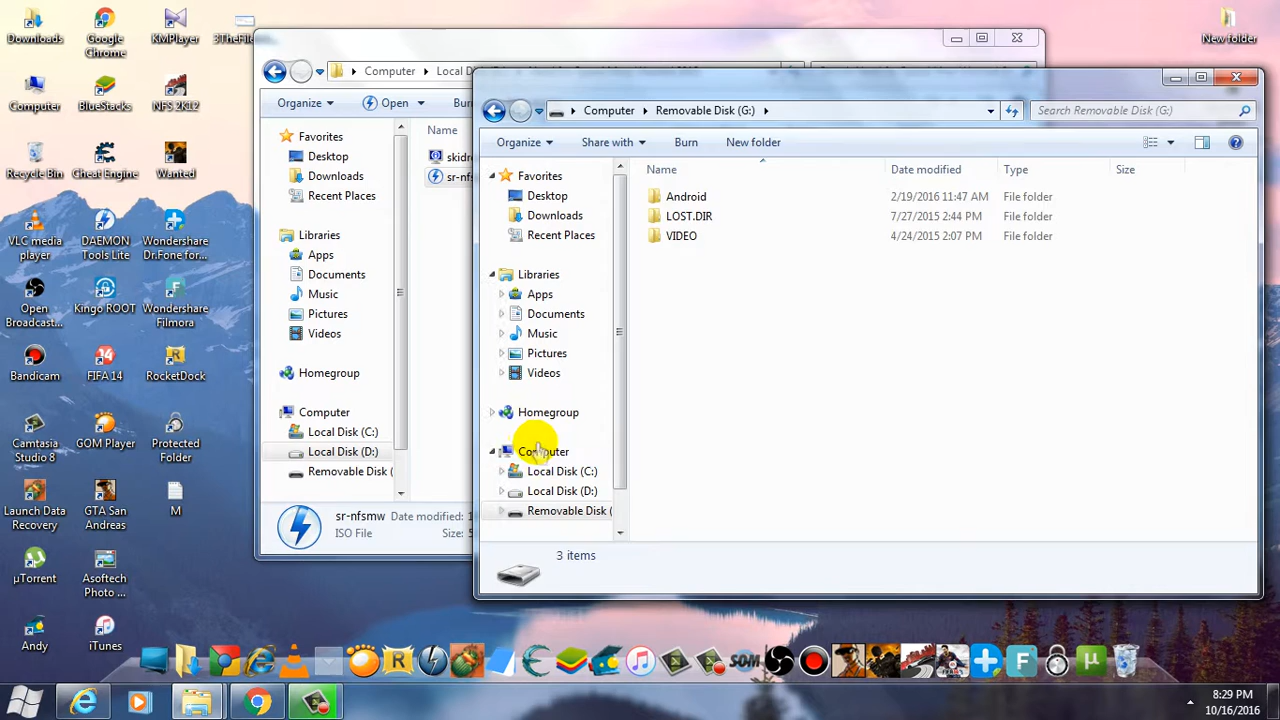 Downloads
Google
Chrome
KMPlayer
3TheFile
New folder
Computer
BlueStacks
NFS 2K12
Recycle Bin
Cheat Engine
Wanted
VLC media
player
DAEMON
Tools Lite
Wondershare
Dr.Fone for...
Open
Broadcast...
Kingo ROOT
Wondershare
Filmora
Bandicam
FIFA 14
RocketDock
Camtasia
Studio 8
GOM Player
Protected
Folder
Launch Data
Recovery
GTA San
Andreas
M
µTorrent
Asoftech
Photo ...
Andy
iTunes
Computer
Local D
Organize
Open
Bur
Favorites
Desktop
Downloads
Recent Places
Libraries
Apps
Documents
Music
Pictures
Videos
Homegroup
Computer
Local Disk (C:)
Local Disk (D:)
Removable Disk (
Name
skidr
sr-nfs
sr-nfsmw Date modified: 1
ISO File Size: 5
Computer
Removable Disk (G:)
Search Removable Disk (G:)
Organize
Share with
Burn
New folder
Favorites
Desktop
Downloads
Recent Places
Libraries
Apps
Documents
Music
Pictures
Videos
Homegroup
Computer
Local Disk (C:)
Local Disk (D:)
Removable Disk (
Name Date modified Type Size
Android 2/19/2016 11:47 AM File folder
LOST.DIR 7/27/2015 2:44 PM File folder
VIDEO 4/24/2015 2:07 PM File folder
3 items
SOM
8:29 PM
10/16/2016